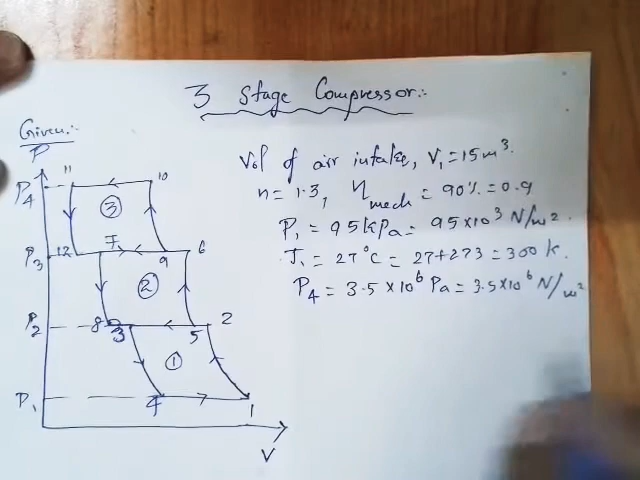 3 Stage Compressor:-
Given:-
P
Vol of air intake, V₁ = 15 m³.
n = 1.3, η mech = 90% = 0.9
P₁ = 95 kPa = 95 × 10³ N/m².
T₁ = 27°C = 27 + 273 = 300 K.
P₄ = 3.5 × 10⁶ Pa = 3.5 × 10⁶ N/m²
P₄ 11 10
③
P₃ 12 7 9 6
②
P₂ 8 3 5 2
①
P₁ 4 1
V